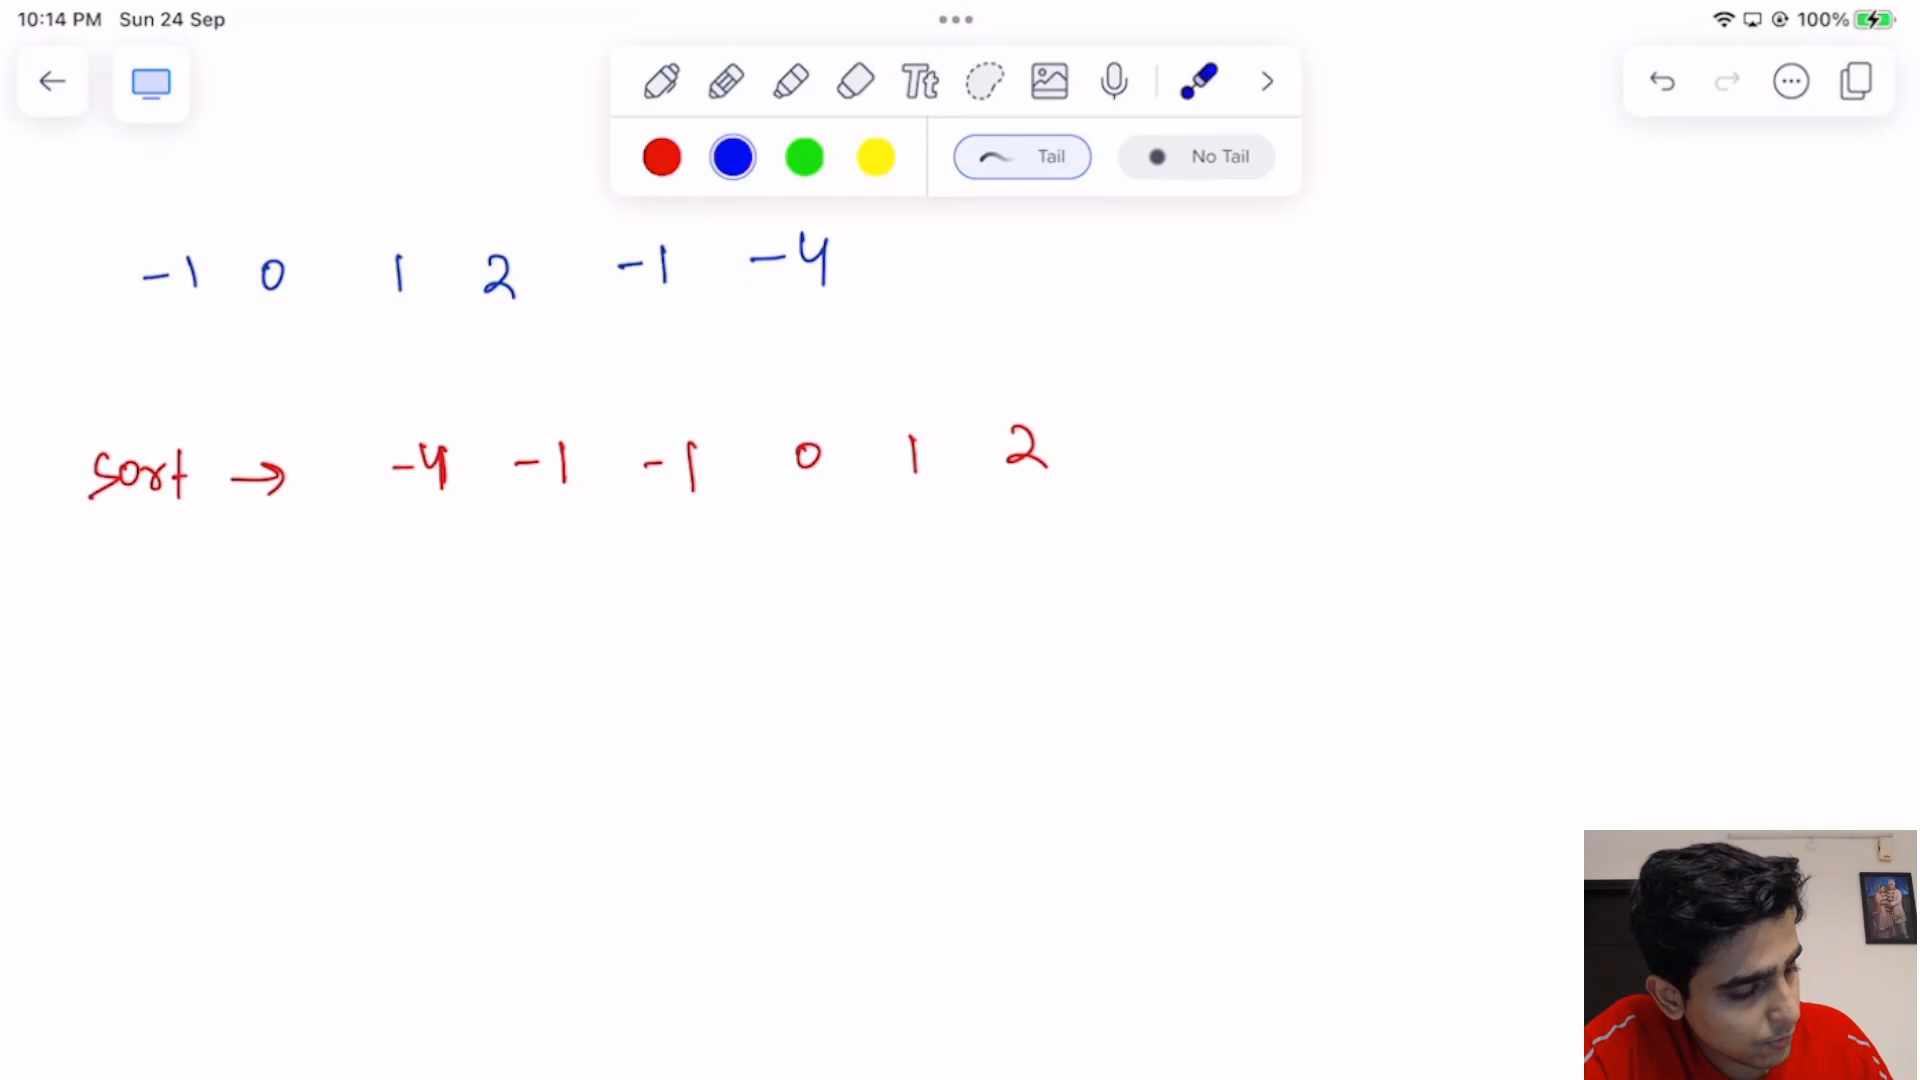 10:14 PM Sun 24 Sep
100%
Tt
Tail No Tail
-1 0 1 2 -1 -4
sort → -4 -1 -1 0 1 2